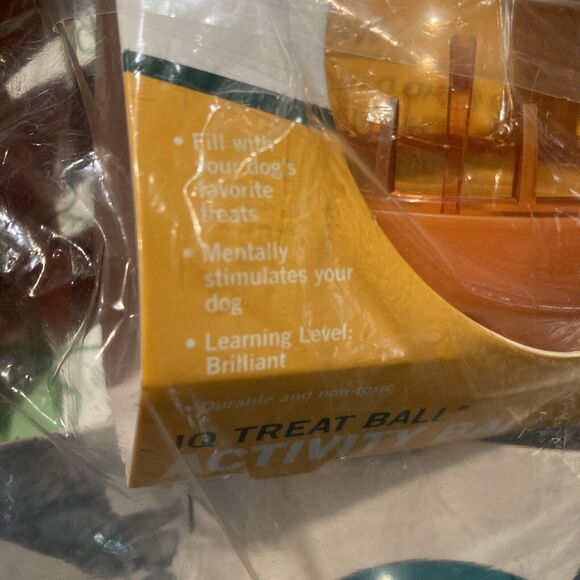 • Fill with
your dog's
favorite
treats
• Mentally
stimulates your
dog
• Learning Level:
Brilliant
• Durable and non-toxic
IQ TREAT BALL®
ACTIVITY BALL